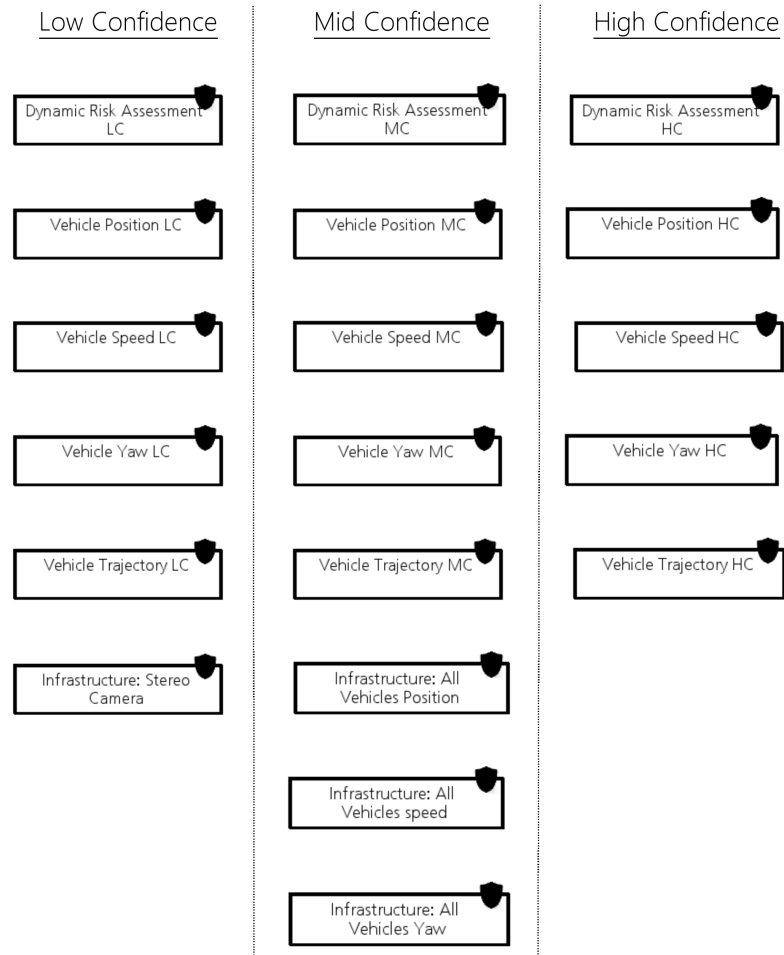 Low Confidence
Dynamic Risk Assessment
LC
Vehicle Position LC
Vehicle Speed LC
Vehicle Yaw LC
Vehicle Trajectory LC
Infrastructure: Stereo
Camera
Mid Confidence
Dynamic Risk Assessment
MC
Vehicle Position MC
Vehicle Speed MC
Vehicle Yaw MC
Vehicle Trajectory MC
Infrastructure: All
Vehicles Position
Infrastructure: All
Vehicles speed
Infrastructure: All
Vehicles Yaw
High Confidence
Dynamic Risk Assessment
HC
Vehicle Position HC
Vehicle Speed HC
Vehicle Yaw HC
Vehicle Trajectory HC